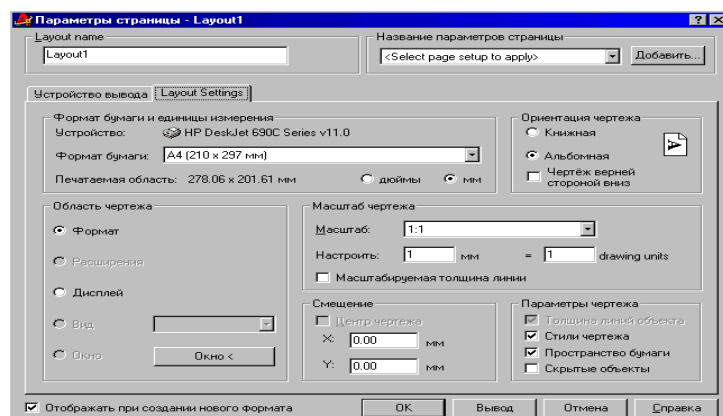 Параметры страницы - Layout1
Layout name
Layout1
Название параметров страницы
<Select page setup to apply>
Добавить...
Устройство вывода
Layout Settings
Формат бумаги и единицы измерения
Устройство: HP DeskJet 690C Series v11.0
Формат бумаги: A4 (210 x 297 мм)
Печатаемая область: 278.06 x 201.61 мм
дюймы
мм
Ориентация чертежа
Книжная
Альбомная
Чертёж верней
стороной вниз
A
Область чертежа
Формат
Расширения
Дисплей
Вид
Окно
Окно <
Масштаб чертежа
Масштаб: 1:1
Настроить: 1 мм = 1 drawing units
Масштабируемая толщина линии
Смещение
Центр чертежа
X: 0.00 мм
Y: 0.00 мм
Параметры чертежа
Толщина линий объекта
Стили чертежа
Пространство бумаги
Скрытые объекты
Отображать при создании нового формата
OK
Вывод
Отмена
Справка